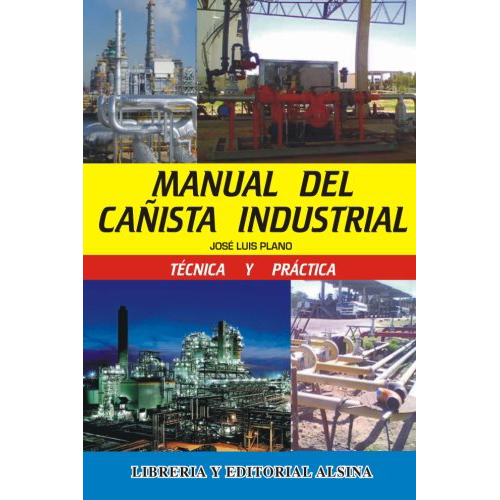 MANUAL DEL
CAÑISTA INDUSTRIAL
JOSÉ LUIS PLANO
TÉCNICA Y PRÁCTICA
LIBRERIA Y EDITORIAL ALSINA